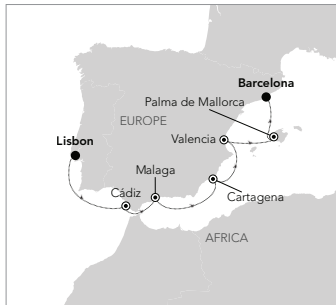 Barcelona
Palma de Mallorca
EUROPE
Lisbon
Valencia
Malaga
Cádiz
Cartagena
AFRICA